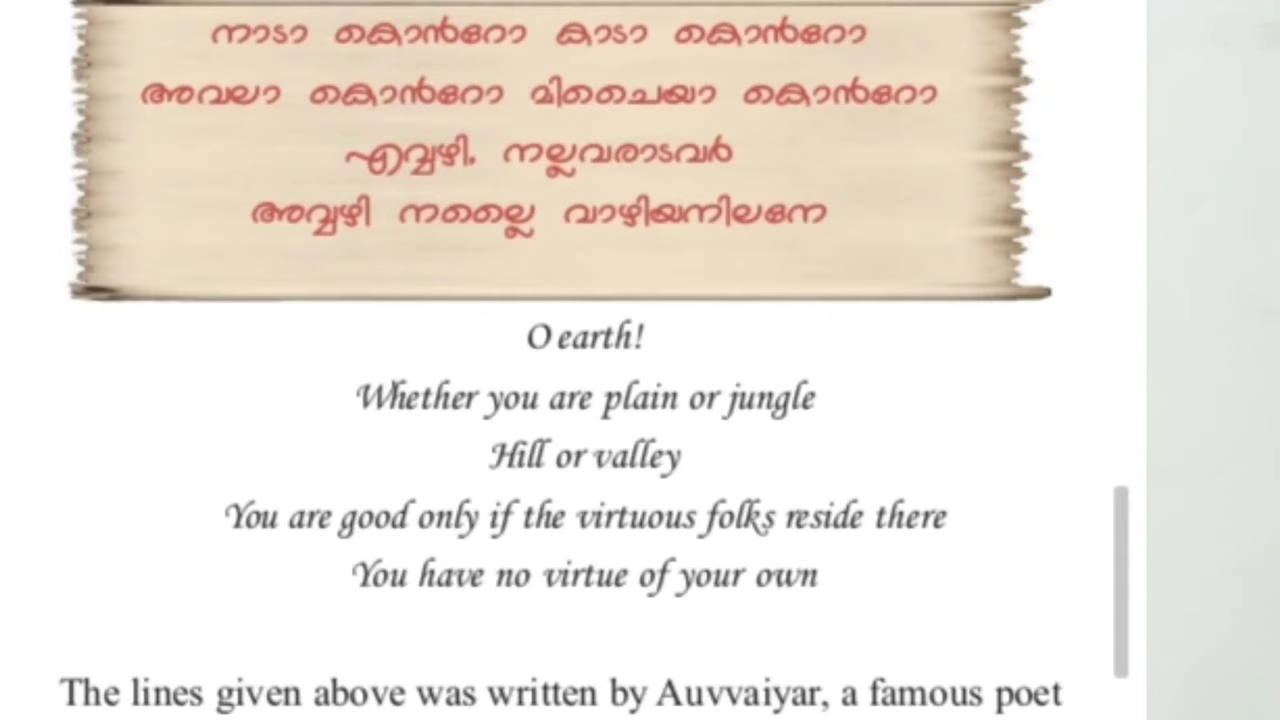 നാടാ കൊൻറോ കാടാ കൊൻറോ
അവലാ കൊൻറോ മിചൈയാ കൊൻറോ
എവ്വഴി. നല്ലവരാടവർ
അവ്വഴി നല്ലൈ വാഴിയനിലനേ
O earth!
Whether you are plain or jungle
Hill or valley
You are good only if the virtuous folks reside there
You have no virtue of your own
The lines given above was written by Auvvaiyar, a famous poet